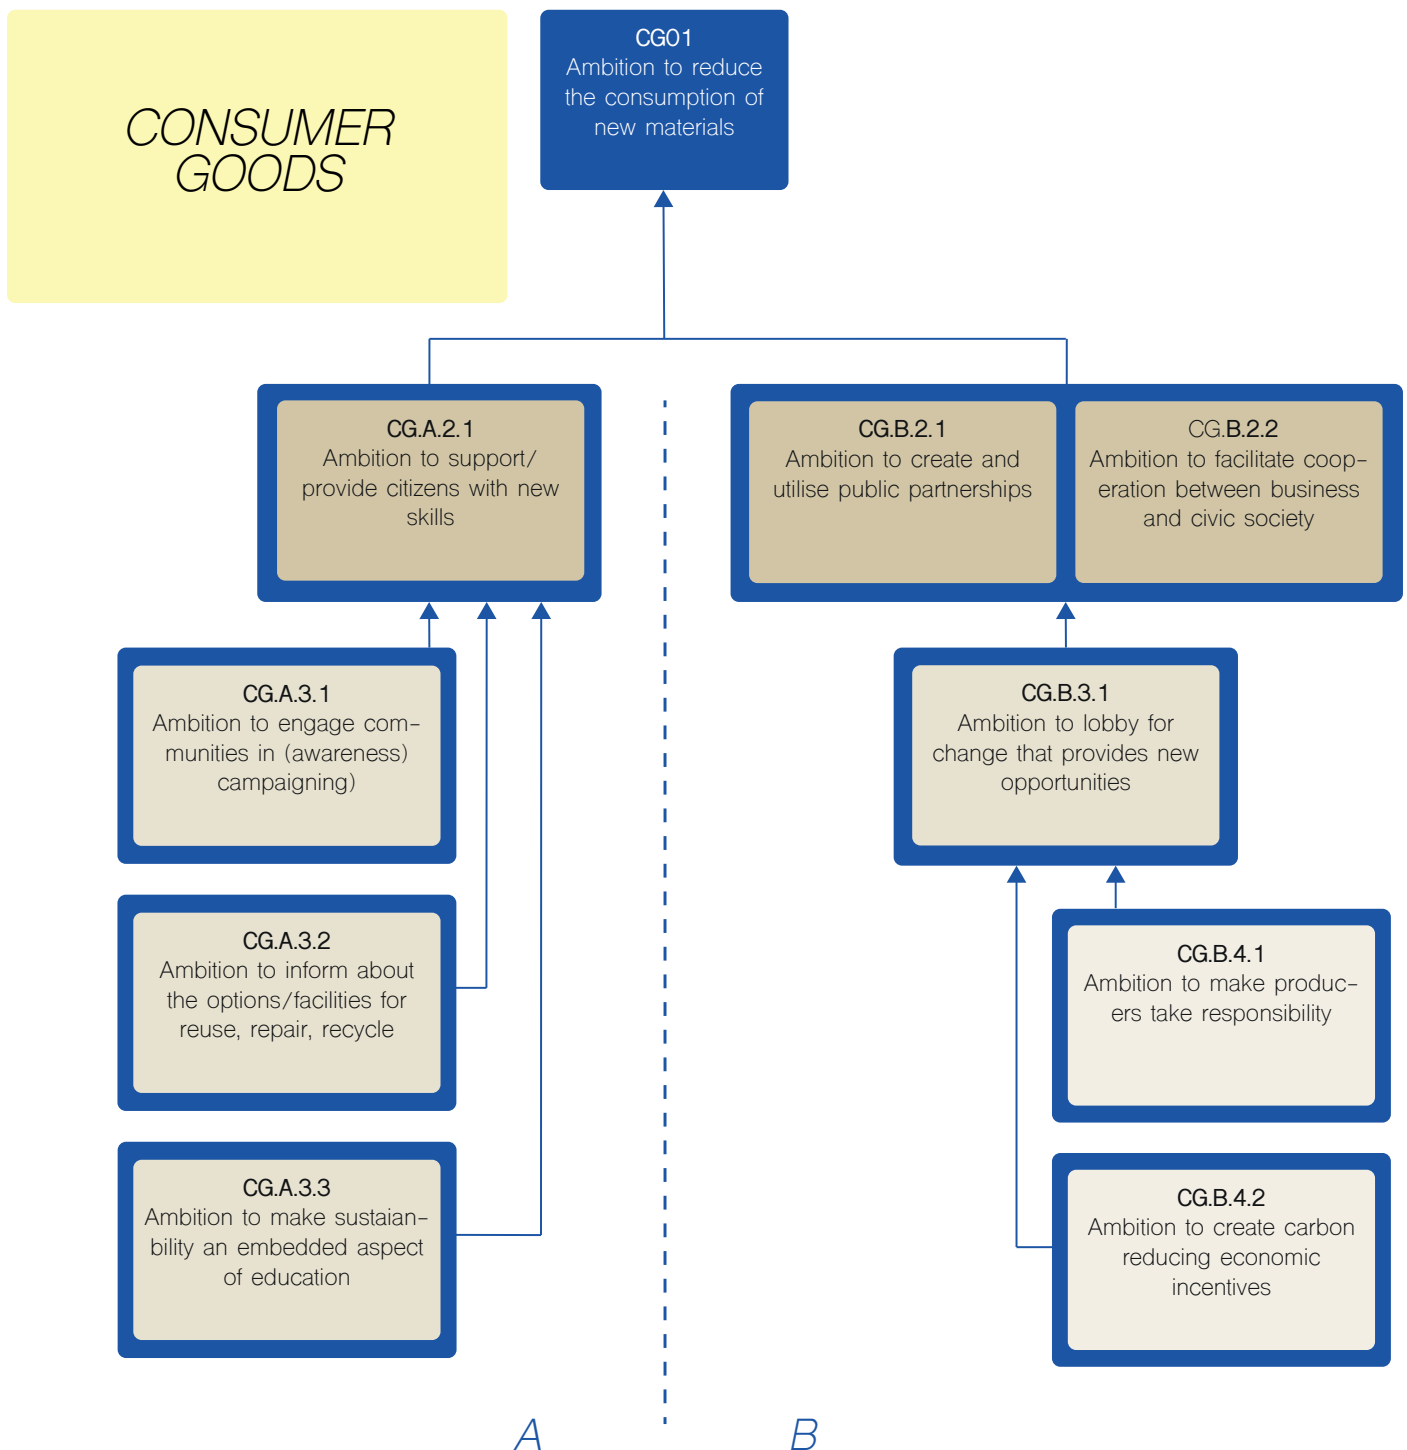 CONSUMER
GOODS
CG01
Ambition to reduce
the consumption of
new materials
CG.A.2.1
Ambition to support/
provide citizens with new
skills
CG.B.2.1
Ambition to create and
utilise public partnerships
CG.B.2.2
Ambition to facilitate coop-
eration between business
and civic society
CG.A.3.1
Ambition to engage com-
munities in (awareness)
campaigning)
CG.B.3.1
Ambition to lobby for
change that provides new
opportunities
CG.A.3.2
Ambition to inform about
the options/facilities for
reuse, repair, recycle
CG.B.4.1
Ambition to make produc-
ers take responsibility
CG.A.3.3
Ambition to make sustaian-
bility an embedded aspect
of education
CG.B.4.2
Ambition to create carbon
reducing economic
incentives
A
B